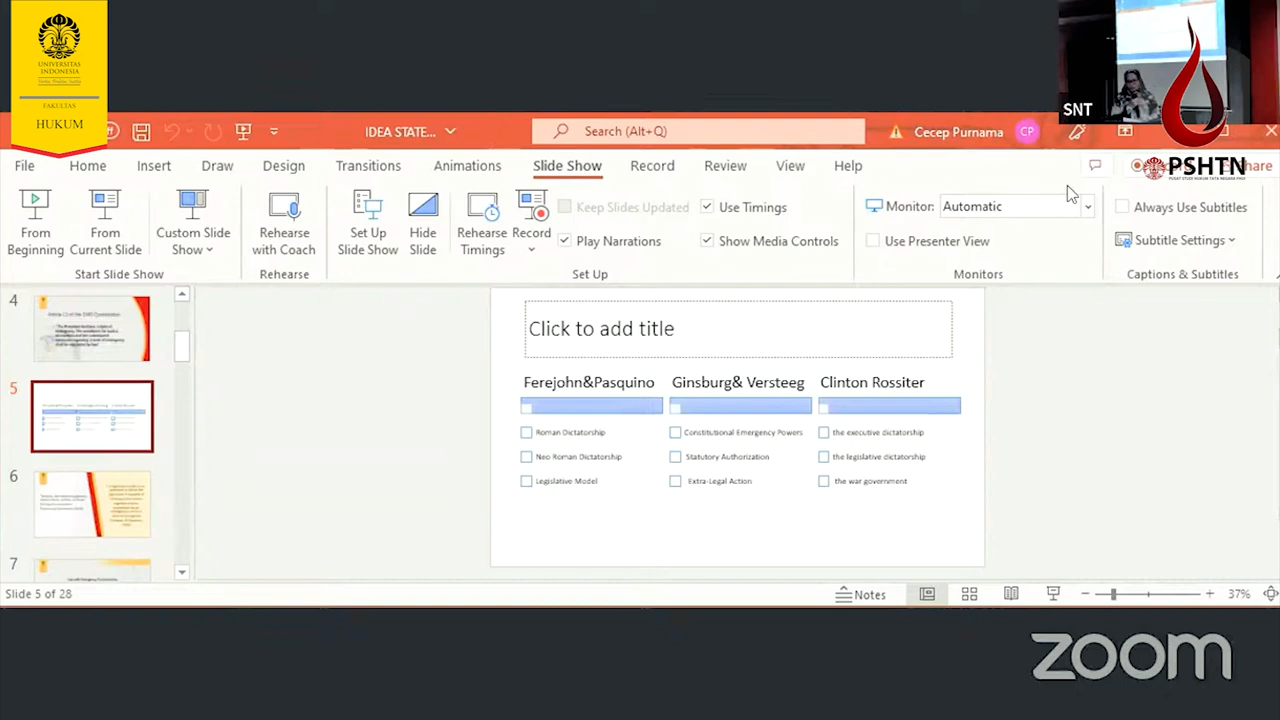 UNIVERSITAS
INDONESIA
FAKULTAS
HUKUM
SNT
PSHTN
IDEA STATE...
Search (Alt+Q)
Cecep Purnama
CP
File
Home
Insert
Draw
Design
Transitions
Animations
Slide Show
Record
Review
View
Help
Share
From
Beginning
From
Current Slide
Custom Slide
Show
Start Slide Show
Rehearse
with Coach
Rehearse
Set Up
Slide Show
Hide
Slide
Rehearse
Timings
Record
Keep Slides Updated
Play Narrations
Use Timings
Show Media Controls
Set Up
Monitor:
Automatic
Use Presenter View
Monitors
Always Use Subtitles
Subtitle Settings
Captions & Subtitles
4
5
6
7
Click to add title
Ferejohn&Pasquino
Roman Dictatorship
Neo Roman Dictatorship
Legislative Model
Ginsburg& Versteeg
Constitutional Emergency Powers
Statutory Authorization
Extra-Legal Action
Clinton Rossiter
the executive dictatorship
the legislative dictatorship
the war government
Slide 5 of 28
Notes
37%
zoom